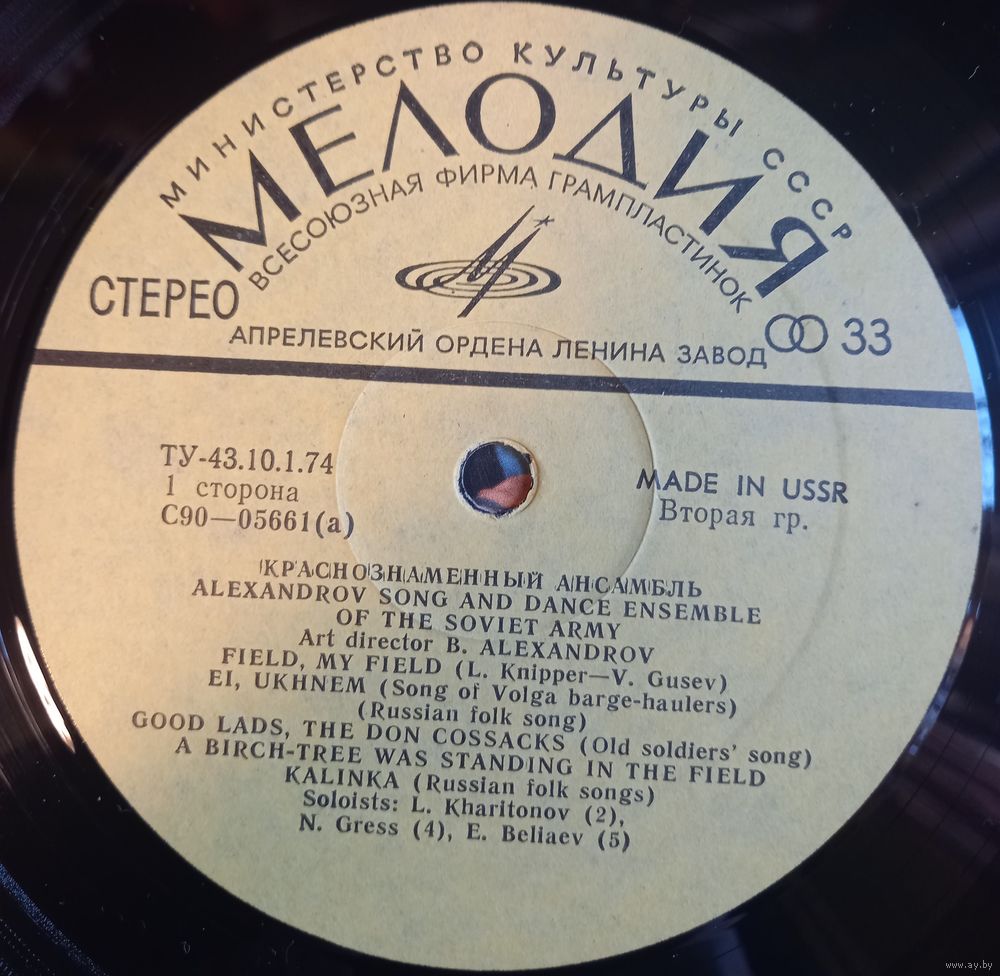 МИНИСТЕРСТВО КУЛЬТУРЫ СССР
МЕЛОДИЯ
ВСЕСОЮЗНАЯ ФИРМА ГРАМПЛАСТИНОК
СТЕРЕО
33
АПРЕЛЕВСКИЙ ОРДЕНА ЛЕНИНА ЗАВОД
ТУ-43.10.1.74
1 сторона
С90—05661(а)
MADE IN USSR
Вторая гр.
КРАСНОЗНАМЕННЫЙ АНСАМБЛЬ
ALEXANDROV SONG AND DANCE ENSEMBLE
OF THE SOVIET ARMY
Art director B. ALEXANDROV
FIELD, MY FIELD (L. Knipper—V. Gusev)
EI, UKHNEM (Song of Volga barge-haulers)
(Russian folk song)
GOOD LADS, THE DON COSSACKS (Old soldiers' song)
A BIRCH-TREE WAS STANDING IN THE FIELD
KALINKA (Russian folk songs)
Soloists: L. Kharitonov (2),
N. Gress (4), E. Beliaev (5)
www.ay.by